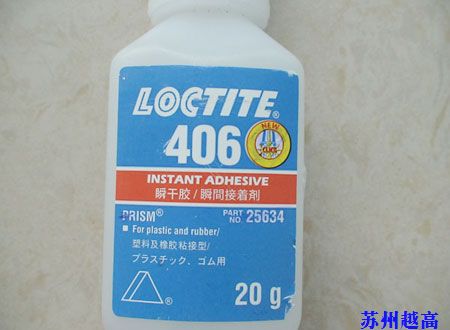 LOCTITE®
406
NEW
CLICK
INSTANT ADHESIVE
瞬干胶/瞬間接着剤
PRISM®
PART NO. 25634
■ For plastic and rubber/
塑料及橡胶粘接型/
プラスチック、ゴム用
®
20 g
苏州越高